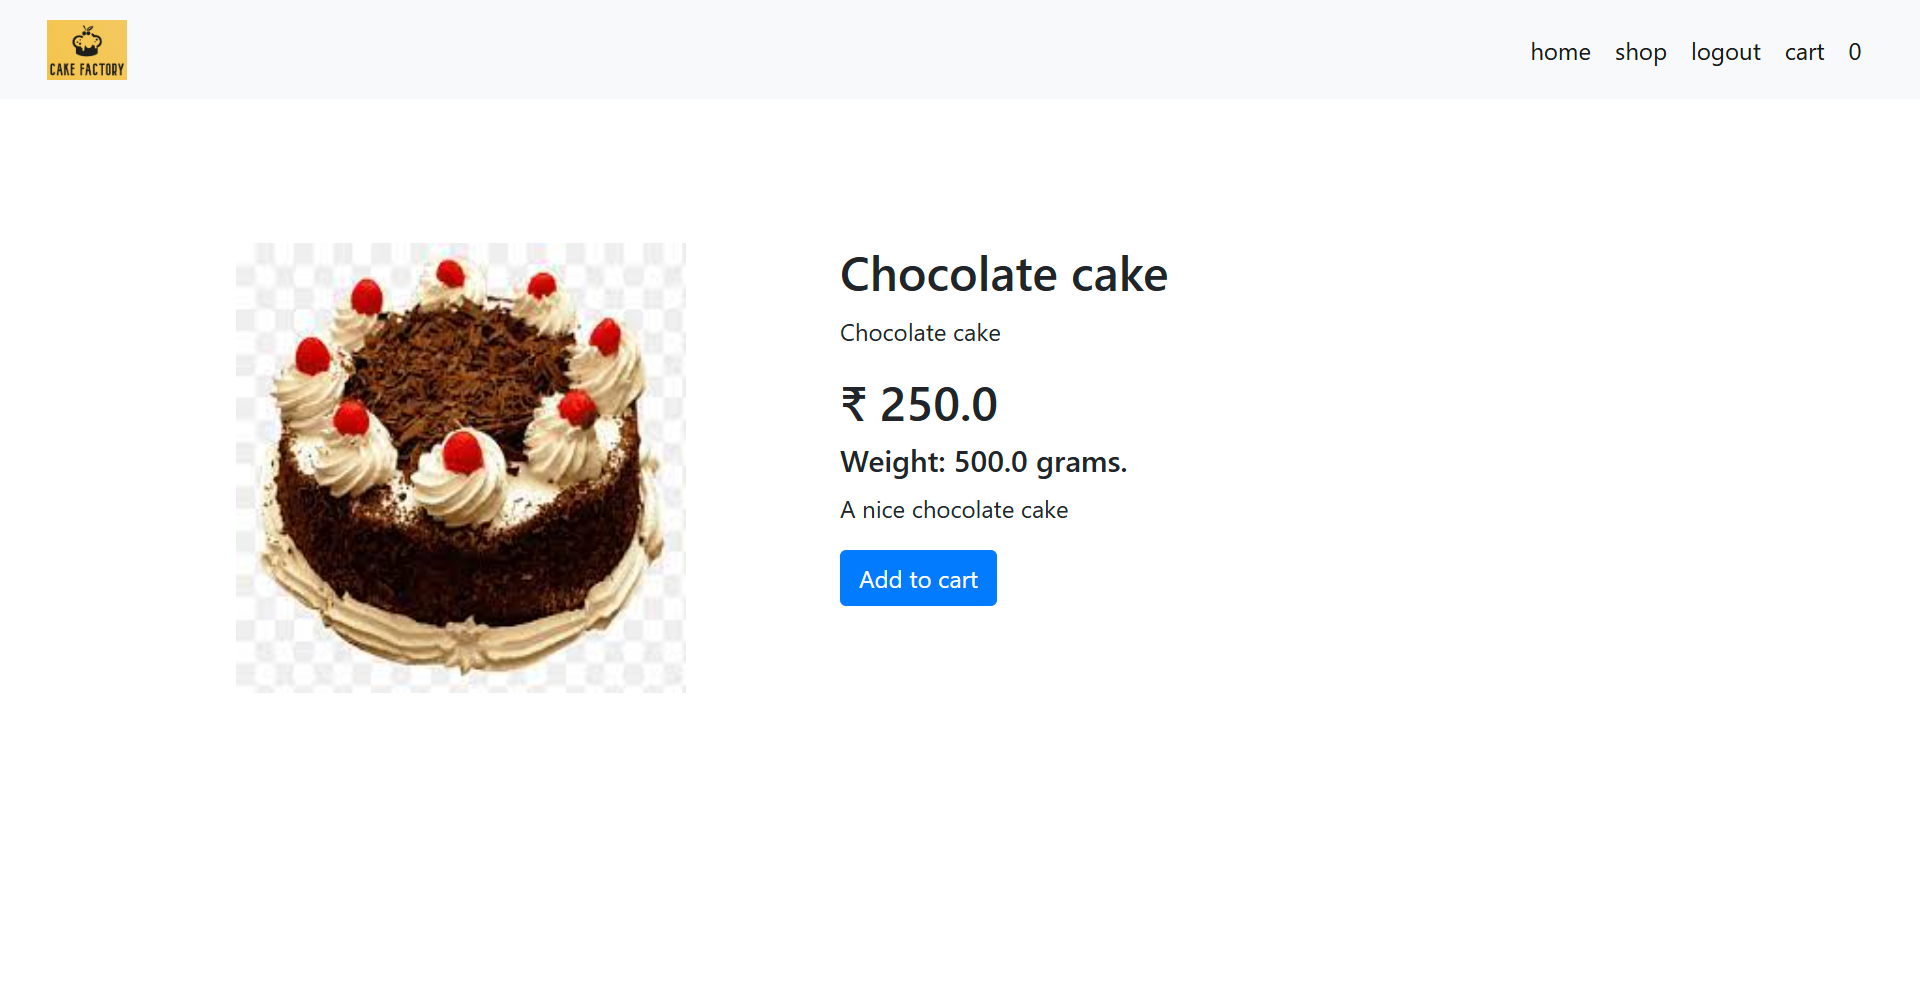 CAKE FACTORY
home shop logout cart 0
Chocolate cake
Chocolate cake
₹ 250.0
Weight: 500.0 grams.
A nice chocolate cake
Add to cart